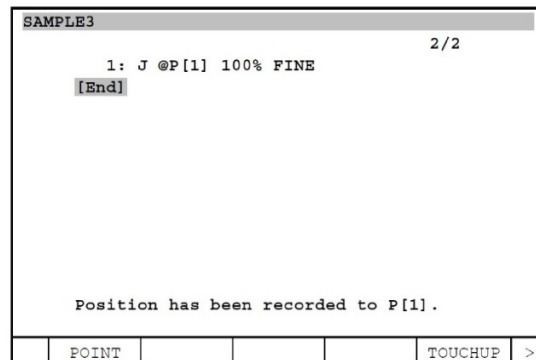 SAMPLE3
2/2
1: J @P[1] 100% FINE
[End]
Position has been recorded to P[1].
POINT TOUCHUP >